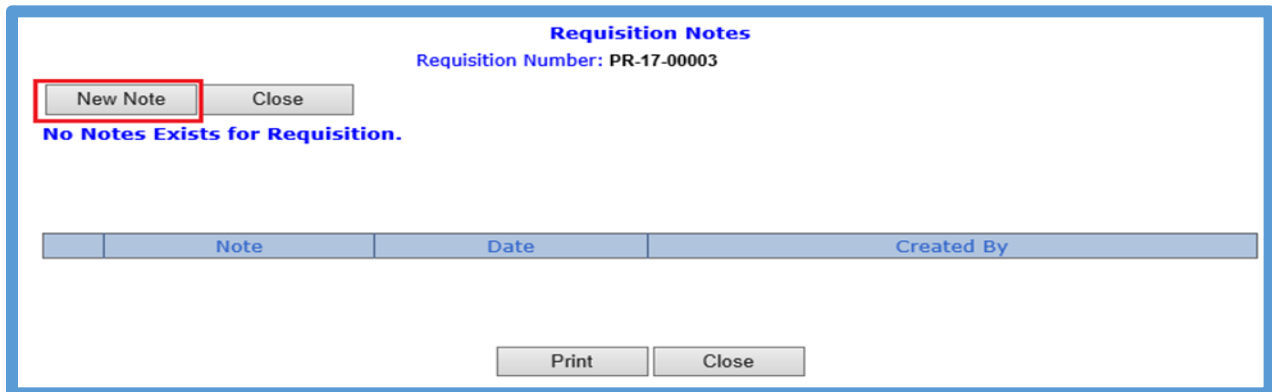 Requisition Notes
Requisition Number: PR-17-00003
New Note Close
No Notes Exists for Requisition.
Note Date Created By
Print Close